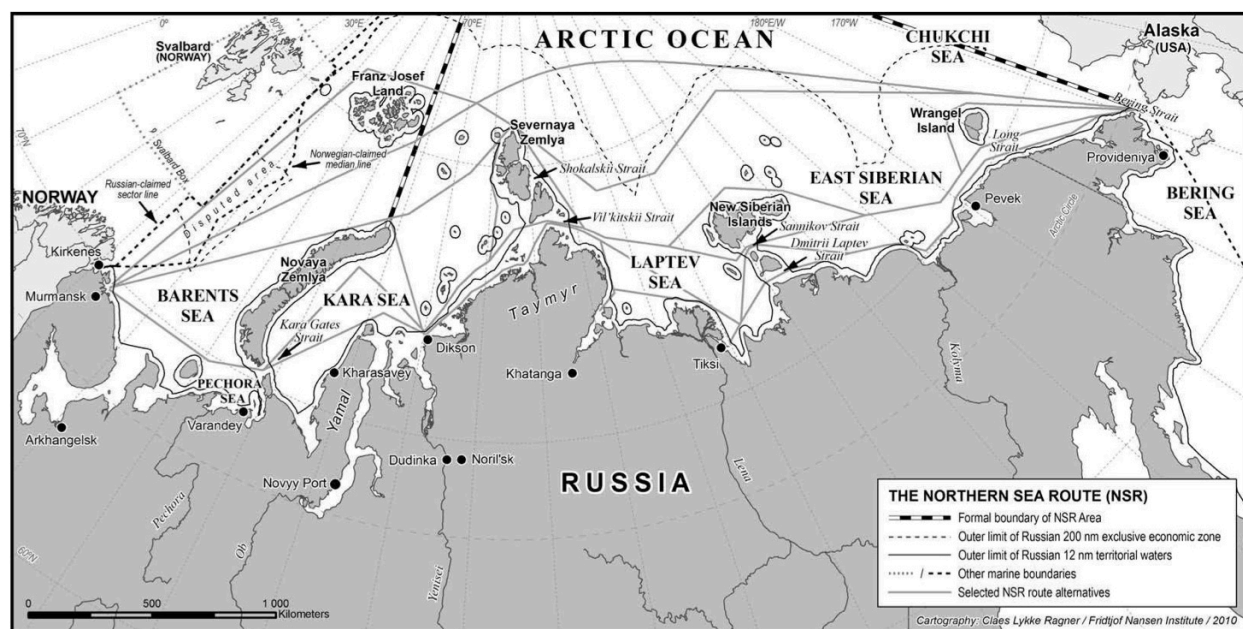 0°
30°E
70°E
180°E/W
170°W
ARCTIC OCEAN
CHUKCHI
SEA
Alaska
(USA)
Svalbard
(NORWAY)
80°N
Franz Josef
Land
Bering Strait
70°N
Svalbard Box
Severnaya
Zemlya
Wrangel
Island
Long
Strait
Norwegian-claimed
median line
Shokalskii Strait
Provideniya
Russian-claimed
sector line
Disputed area
NORWAY
EAST SIBERIAN
SEA
BERING
SEA
New Siberian
Islands
Pevek
Arctic Circle
Vil'kitskii Strait
Sannikov Strait
Dmitrii Laptev
Strait
Kirkenes
Novaya
Zemlya
LAPTEV
SEA
Murmansk
BARENTS
SEA
KARA SEA
Taymyr
Kara Gates
Strait
Dikson
Tiksi
Kolyma
Kharasavey
Khatanga
PECHORA
SEA
Yamal
Varandey
Arkhangelsk
Dudinka
Noril'sk
RUSSIA
Lena
Novyy Port
Pechora
Ob
Yenisei
60°N
THE NORTHERN SEA ROUTE (NSR)
Formal boundary of NSR Area
Outer limit of Russian 200 nm exclusive economic zone
Outer limit of Russian 12 nm territorial waters
/ Other marine boundaries
Selected NSR route alternatives
0 500 1 000
Kilometers
Cartography: Claes Lykke Ragner / Fridtjof Nansen Institute / 2010